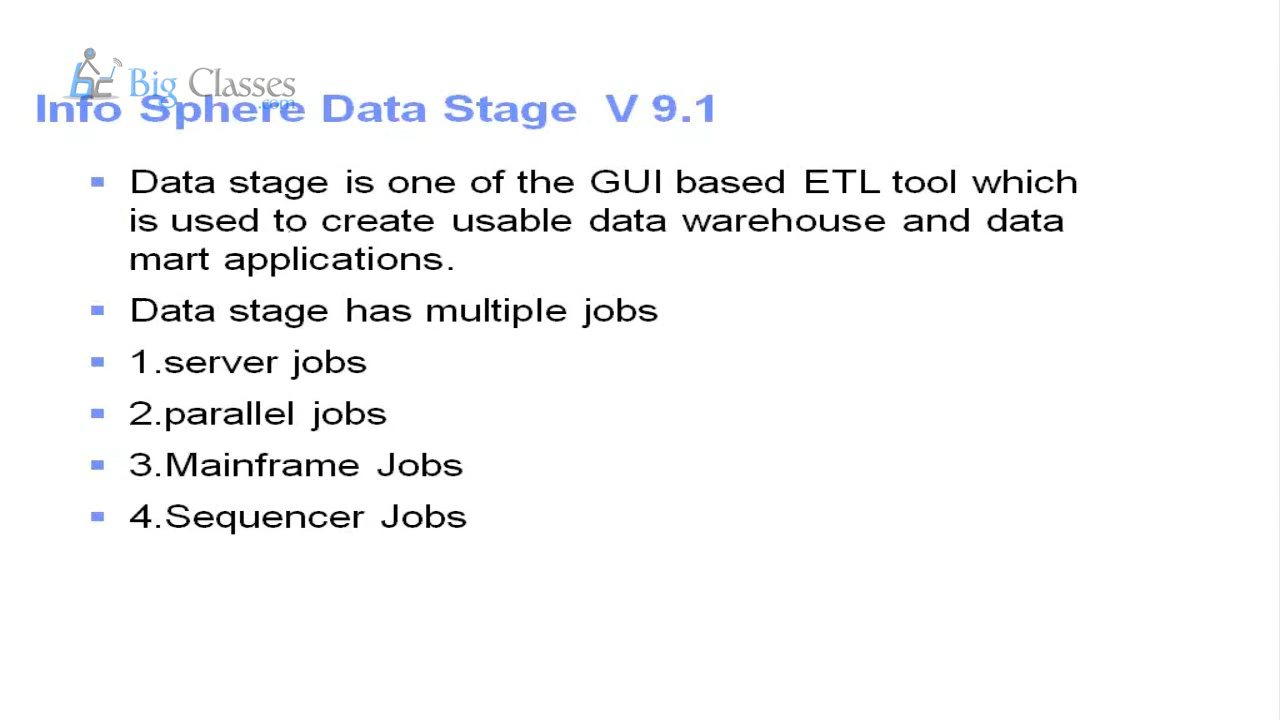 Big Classes
.com
Info Sphere Data Stage V 9.1
Data stage is one of the GUI based ETL tool which
is used to create usable data warehouse and data
mart applications.
Data stage has multiple jobs
1.server jobs
2.parallel jobs
3.Mainframe Jobs
4.Sequencer Jobs